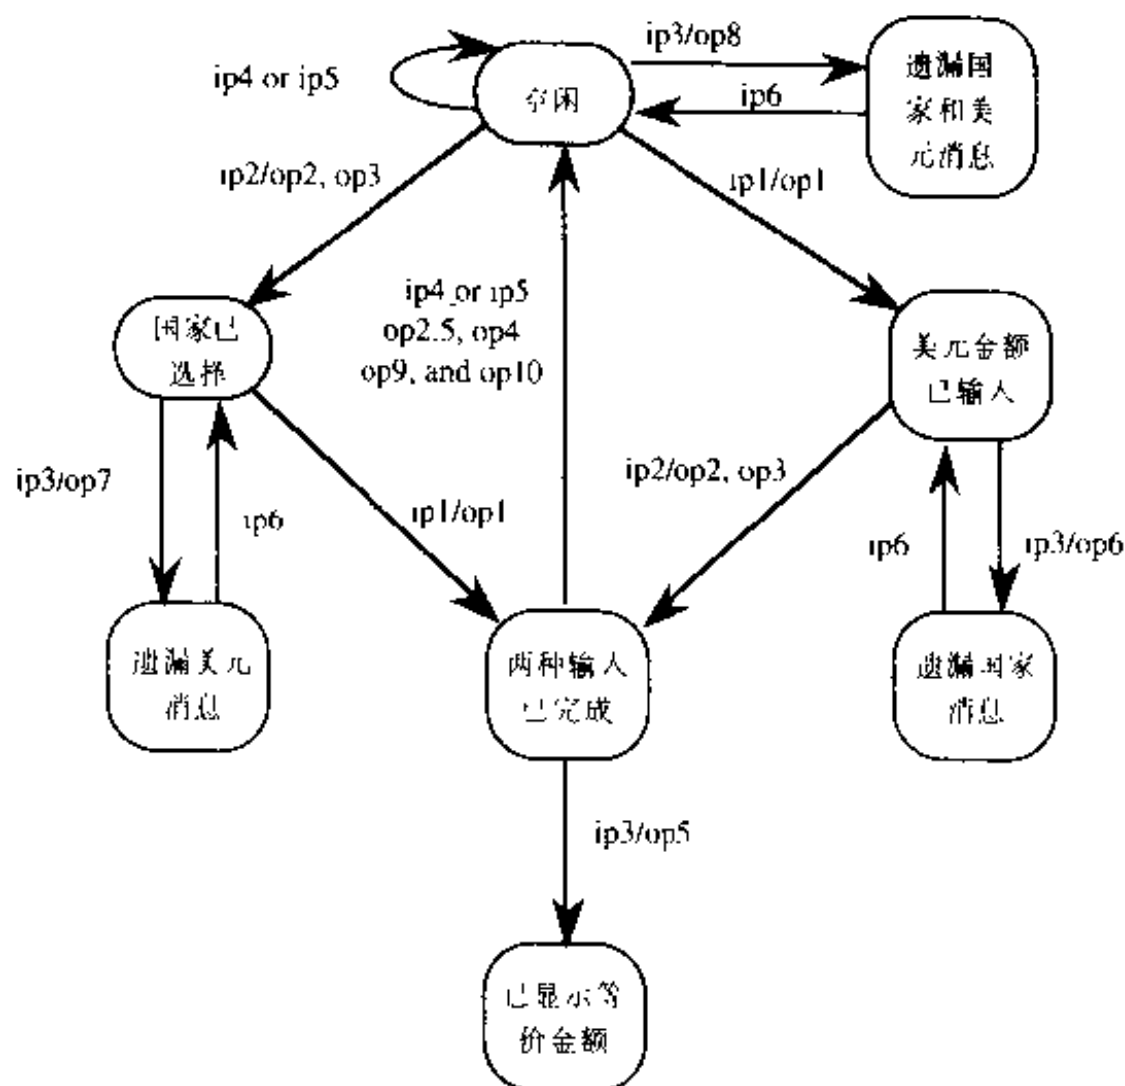 ip3/op8
ip4 or ip5
空闲
遗漏国
家和美
元消息
ip6
ip2/op2, op3
ip1/op1
ip4 or ip5
op2.5, op4
op9, and op10
国家已
选择
美元金额
已输入
ip3/op7
ip6
ip1/op1
ip2/op2, op3
ip6
ip3/op6
遗漏美元
消息
两种输入
已完成
遗漏国家
消息
ip3/op5
已显示等
价金额